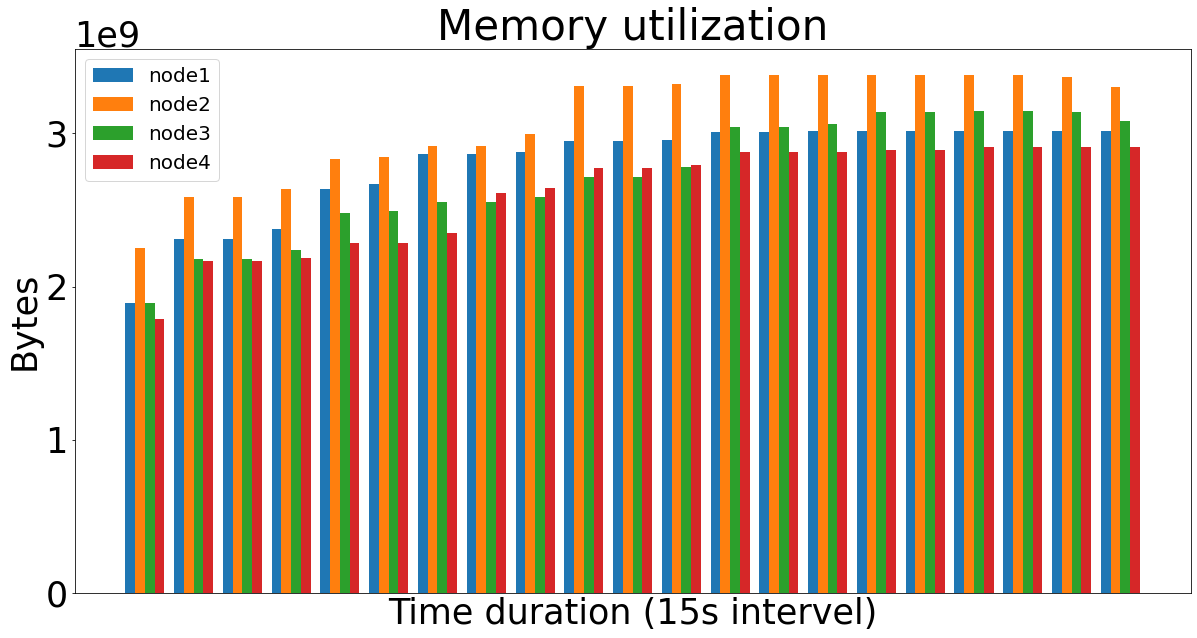 Memory utilization
1e9
node1
node2
node3
node4
3
2
1
0
Bytes
Time duration (15s intervel)